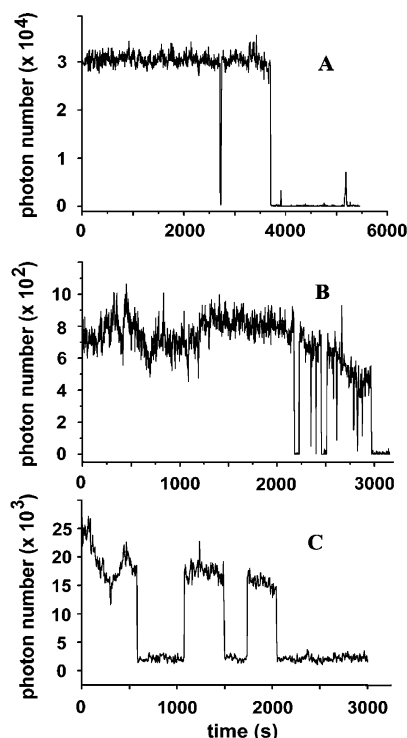 photon number (x 10⁴)
A
3
2
1
0
0 2000 4000 6000
photon number (x 10²)
B
10
8
6
4
2
0
0 1000 2000 3000
photon number (x 10³)
C
25
20
15
10
5
0
0 1000 2000 3000
time (s)